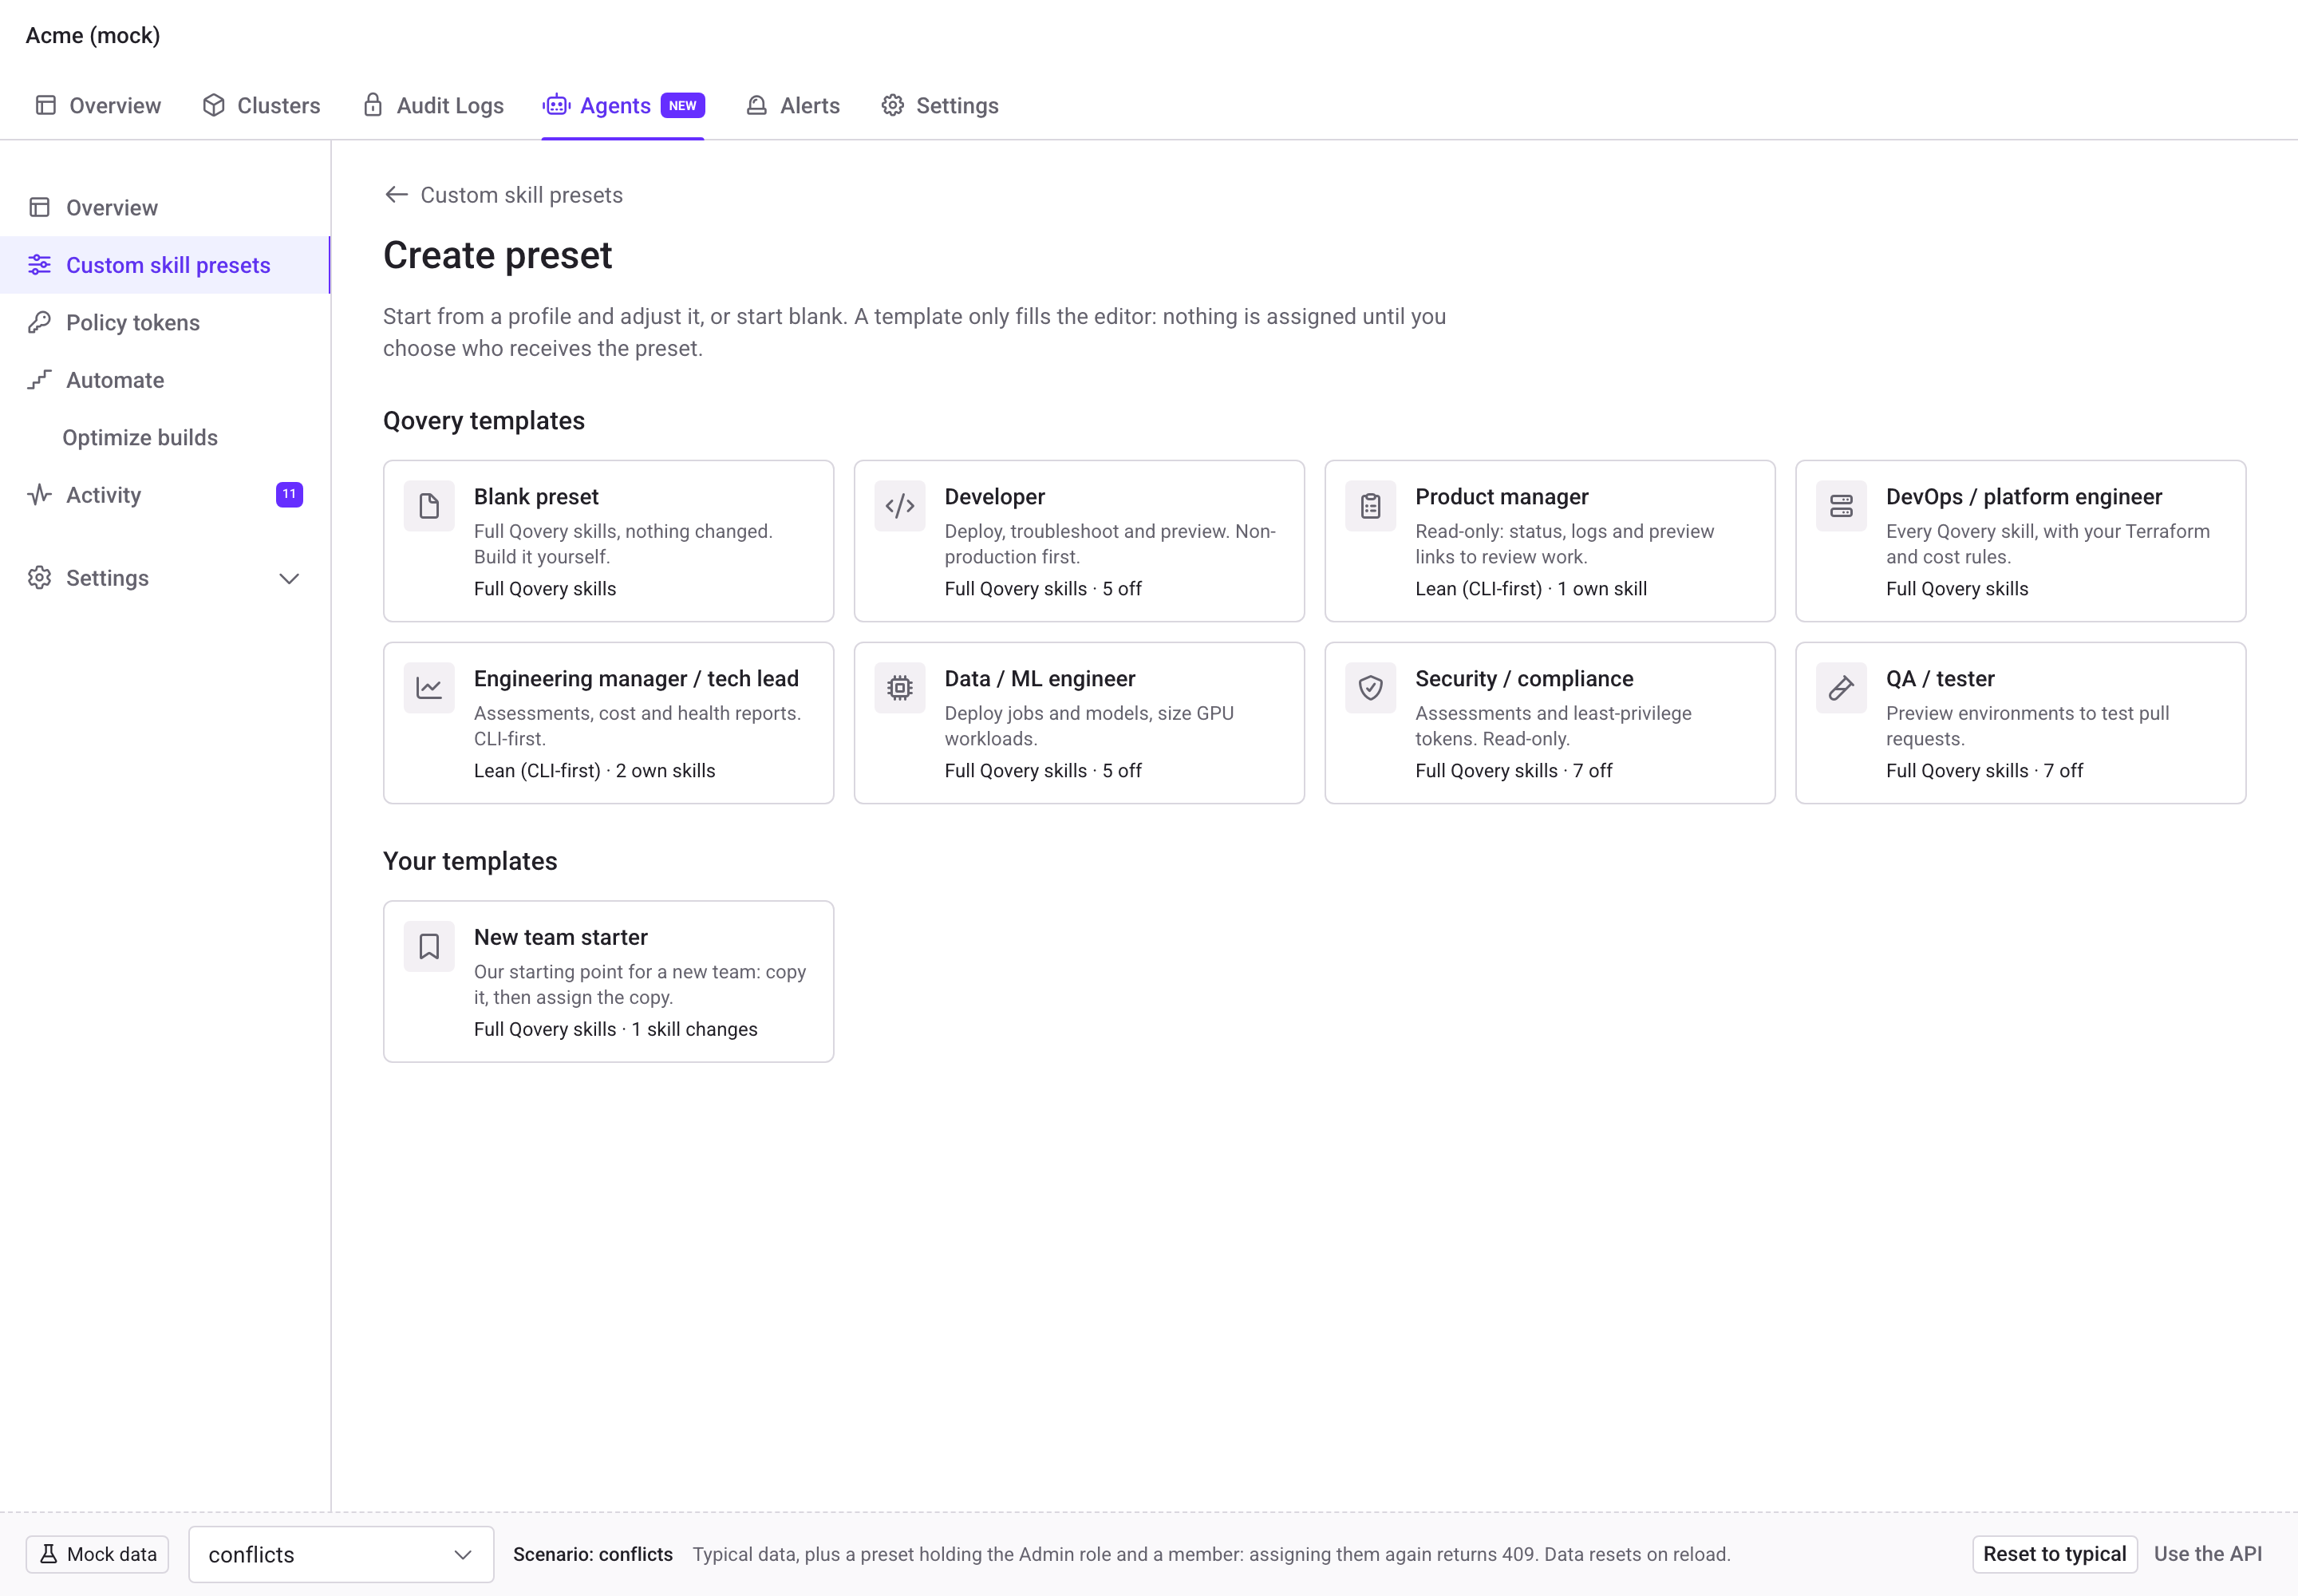 Acme (mock)
Overview
Clusters
Audit Logs
Agents NEW
Alerts
Settings
Overview
Custom skill presets
Policy tokens
Automate
Optimize builds
Activity 11
Settings
Custom skill presets
Create preset
Start from a profile and adjust it, or start blank. A template only fills the editor: nothing is assigned until you
choose who receives the preset.
Qovery templates
Blank preset
Full Qovery skills, nothing changed.
Build it yourself.
Full Qovery skills
Developer
Deploy, troubleshoot and preview. Non-
production first.
Full Qovery skills · 5 off
Product manager
Read-only: status, logs and preview
links to review work.
Lean (CLI-first) · 1 own skill
DevOps / platform engineer
Every Qovery skill, with your Terraform
and cost rules.
Full Qovery skills
Engineering manager / tech lead
Assessments, cost and health reports.
CLI-first.
Lean (CLI-first) · 2 own skills
Data / ML engineer
Deploy jobs and models, size GPU
workloads.
Full Qovery skills · 5 off
Security / compliance
Assessments and least-privilege
tokens. Read-only.
Full Qovery skills · 7 off
QA / tester
Preview environments to test pull
requests.
Full Qovery skills · 7 off
Your templates
New team starter
Our starting point for a new team: copy
it, then assign the copy.
Full Qovery skills · 1 skill changes
Mock data
conflicts
Scenario: conflicts
Typical data, plus a preset holding the Admin role and a member: assigning them again returns 409. Data resets on reload.
Reset to typical
Use the API